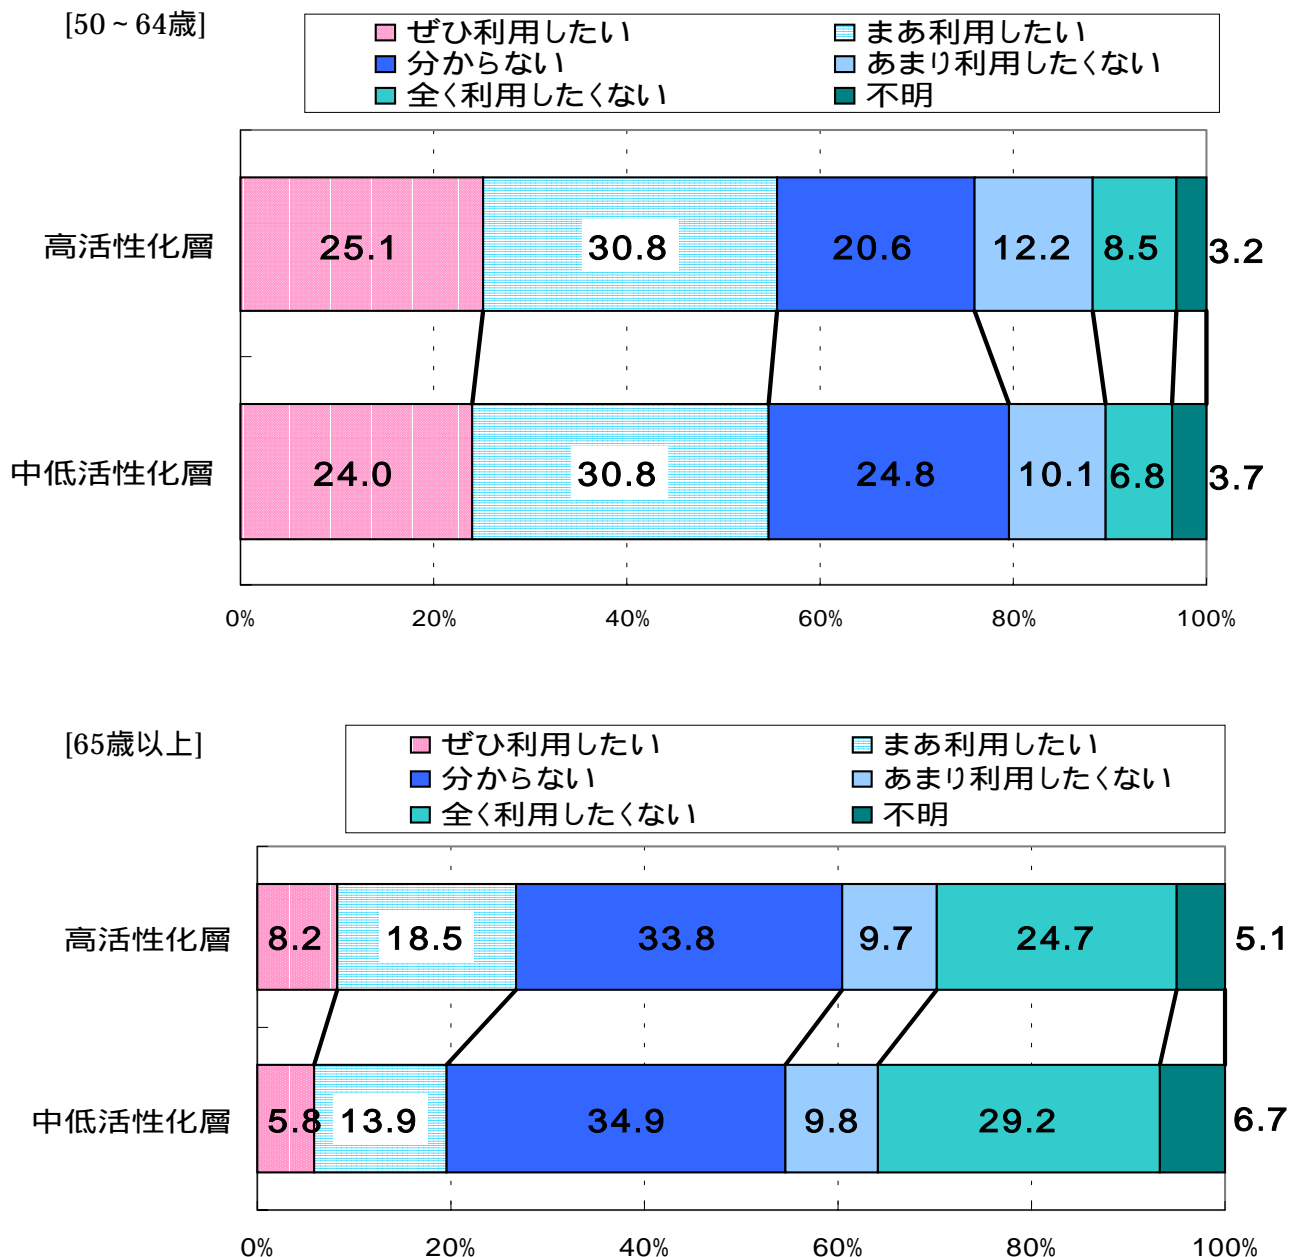 [50~64歳]
ぜひ利用したい まあ利用したい
分からない あまり利用したくない
全く利用したくない 不明
高活性化層 25.1 30.8 20.6 12.2 8.5 3.2
中低活性化層 24.0 30.8 24.8 10.1 6.8 3.7
0% 20% 40% 60% 80% 100%
[65歳以上]
ぜひ利用したい まあ利用したい
分からない あまり利用したくない
全く利用したくない 不明
高活性化層 8.2 18.5 33.8 9.7 24.7 5.1
中低活性化層 5.8 13.9 34.9 9.8 29.2 6.7
0% 20% 40% 60% 80% 100%